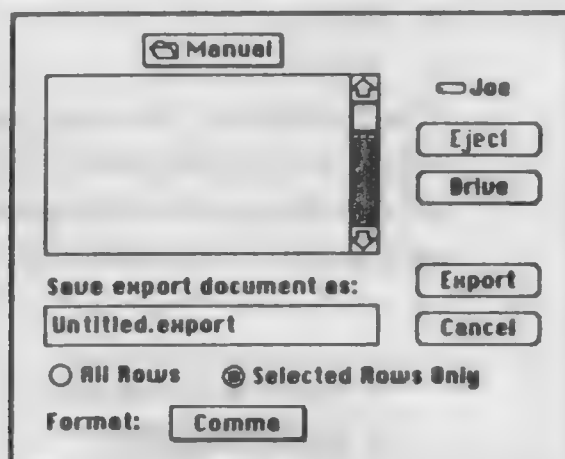 Manual
Joe
Eject
Drive
Save export document as:
Export
Untitled.export
Cancel
All Rows
Selected Rows Only
Format:
Comma